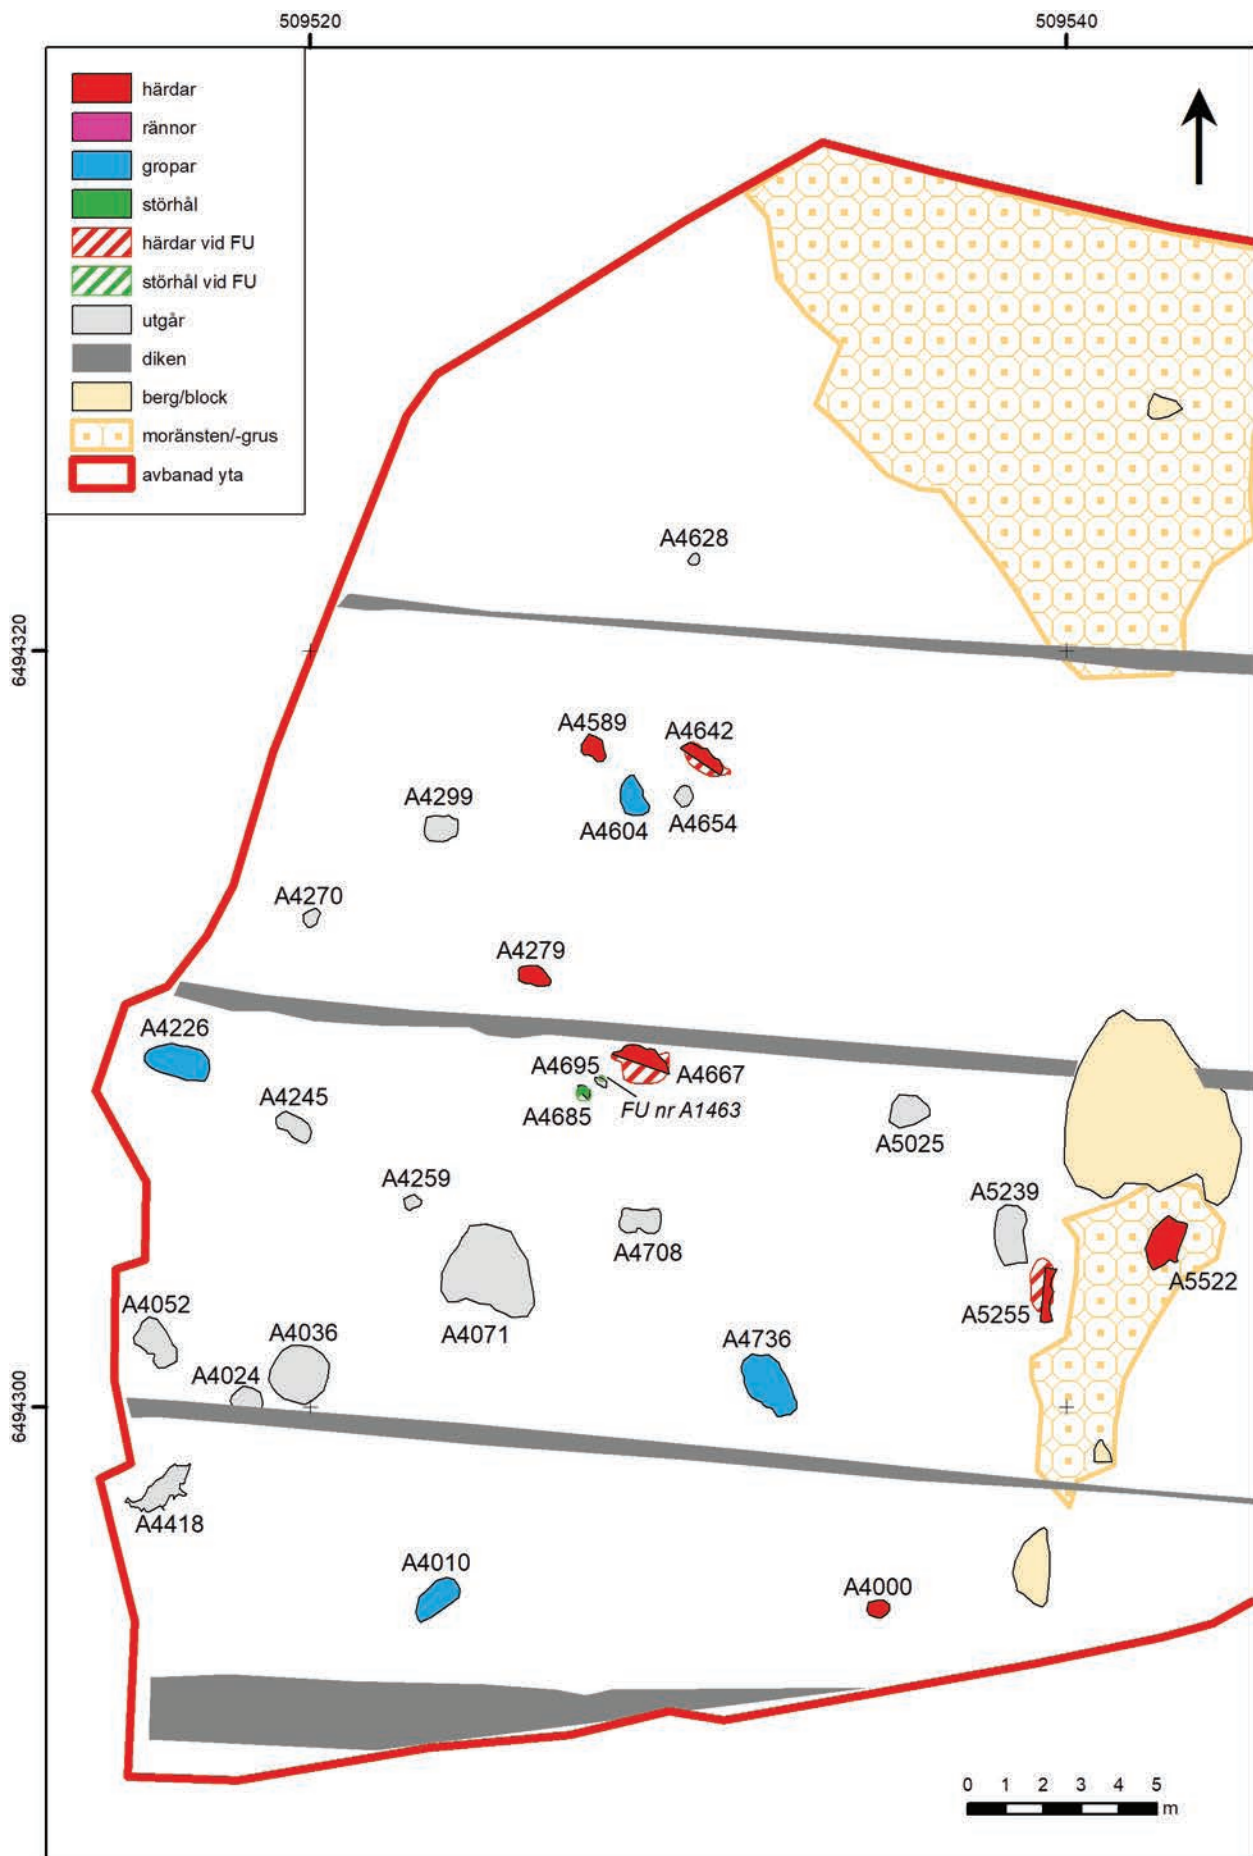 509520
509540
härdar
rännor
gropar
störhål
härdar vid FU
störhål vid FU
utgår
diken
berg/block
moränsten/-grus
avbanad yta
A4628
6494320
A4589
A4642
A4299
A4604
A4654
A4270
A4279
A4226
A4695
A4667
A4245
A4685
FU nr A1463
A5025
A4259
A5239
A4708
A5522
A4052
A4036
A4071
A5255
A4736
A4024
6494300
A4418
A4010
A4000
0 1 2 3 4 5
m